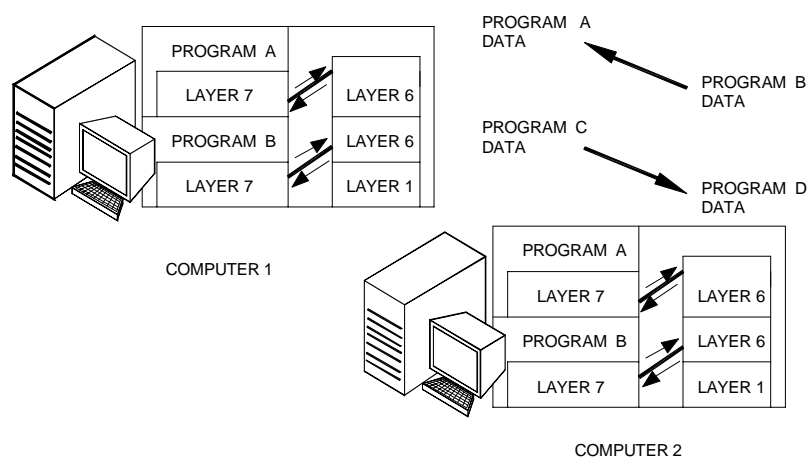 PROGRAM A
LAYER 7
LAYER 6
PROGRAM B
LAYER 6
LAYER 7
LAYER 1
COMPUTER 1
PROGRAM A
DATA
PROGRAM B
DATA
PROGRAM C
DATA
PROGRAM D
DATA
PROGRAM A
LAYER 7
LAYER 6
PROGRAM B
LAYER 6
LAYER 7
LAYER 1
COMPUTER 2